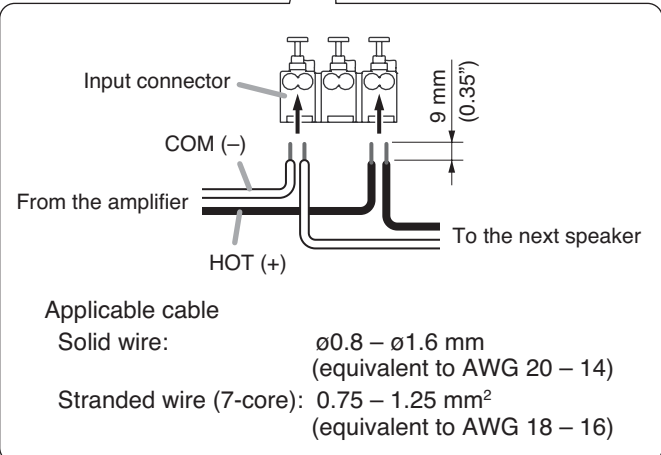 Input connector
9 mm
(0.35”)
COM (–)
From the amplifier
To the next speaker
HOT (+)
Applicable cable
Solid wire: ø0.8 – ø1.6 mm
(equivalent to AWG 20 – 14)
Stranded wire (7-core): 0.75 – 1.25 mm²
(equivalent to AWG 18 – 16)